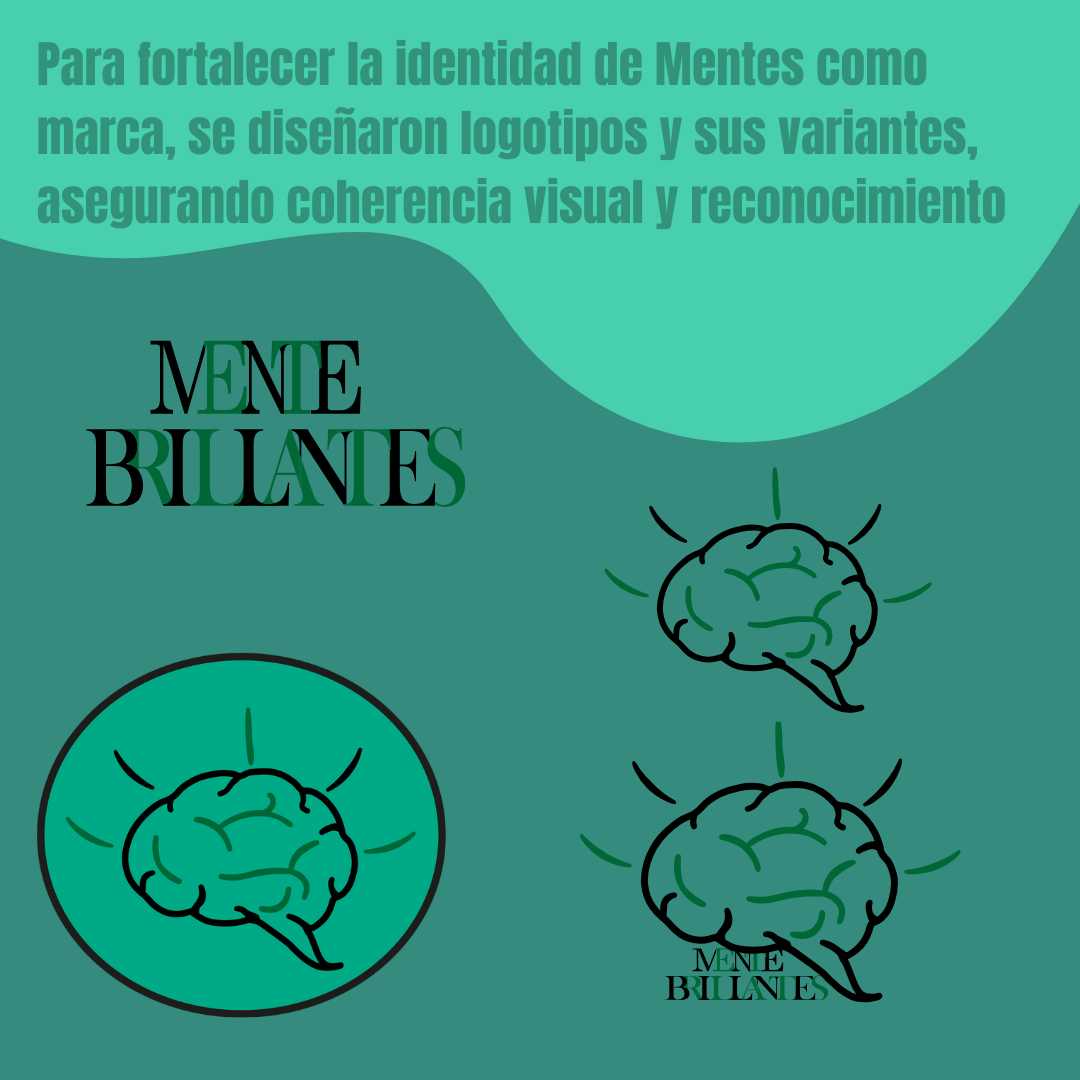 Para fortalecer la identidad de Mentes como
marca, se diseñaron logotipos y sus variantes,
asegurando coherencia visual y reconocimiento
MENTE
BRILLANTES
MENTE
BRILLANTES